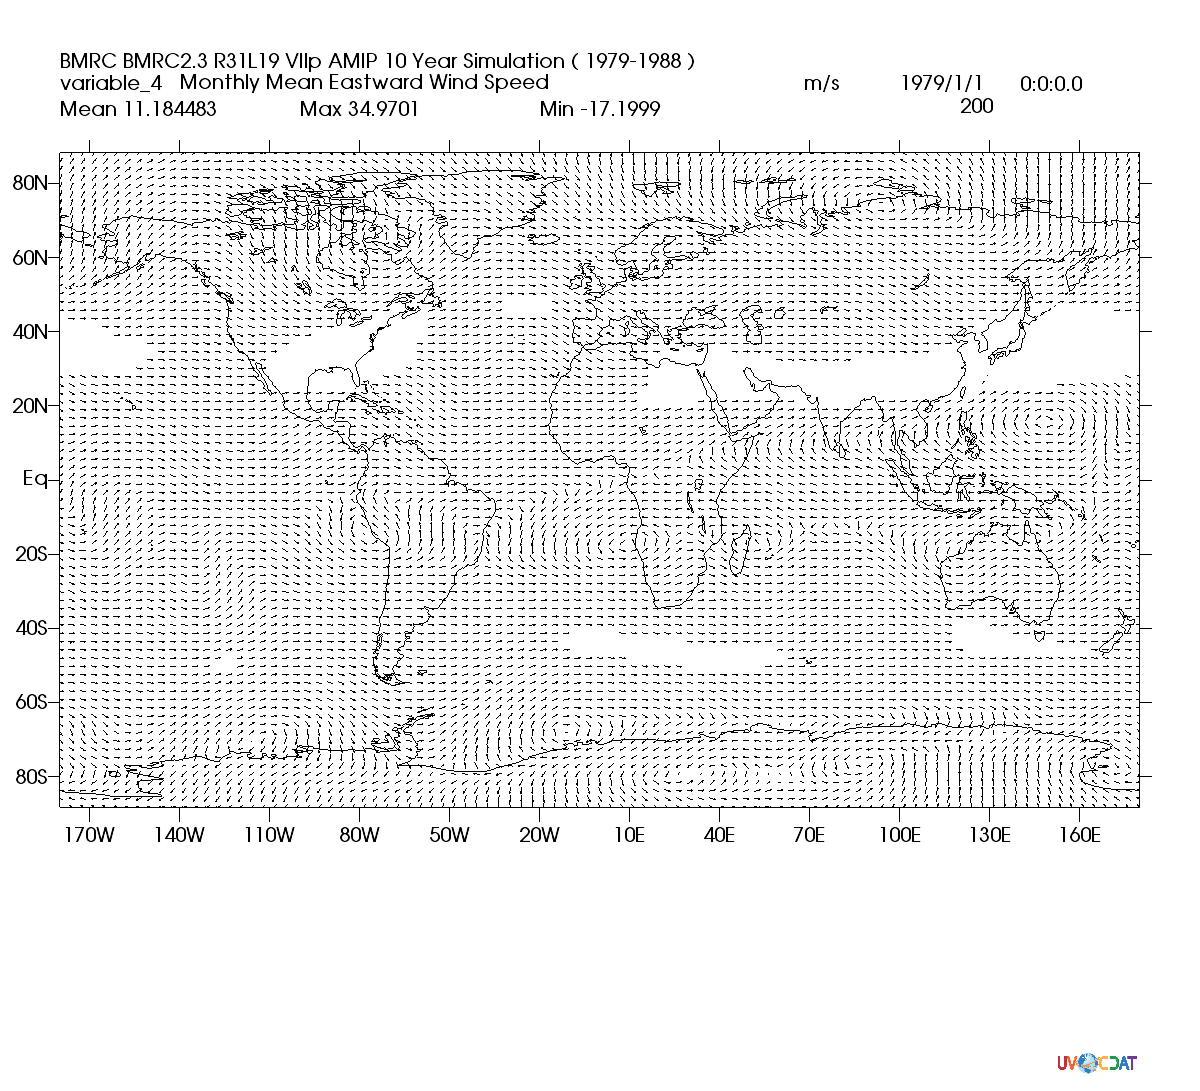 BMRC BMRC2.3 R31L19 VIIp AMIP 10 Year Simulation ( 1979-1988 )
variable_4 Monthly Mean Eastward Wind Speed m/s 1979/1/1 0:0:0.0
Mean 11.184483 Max 34.9701 Min -17.1999 200
80N
60N
40N
20N
Eq
20S
40S
60S
80S
170W 140W 110W 80W 50W 20W 10E 40E 70E 100E 130E 160E
UV CDAT